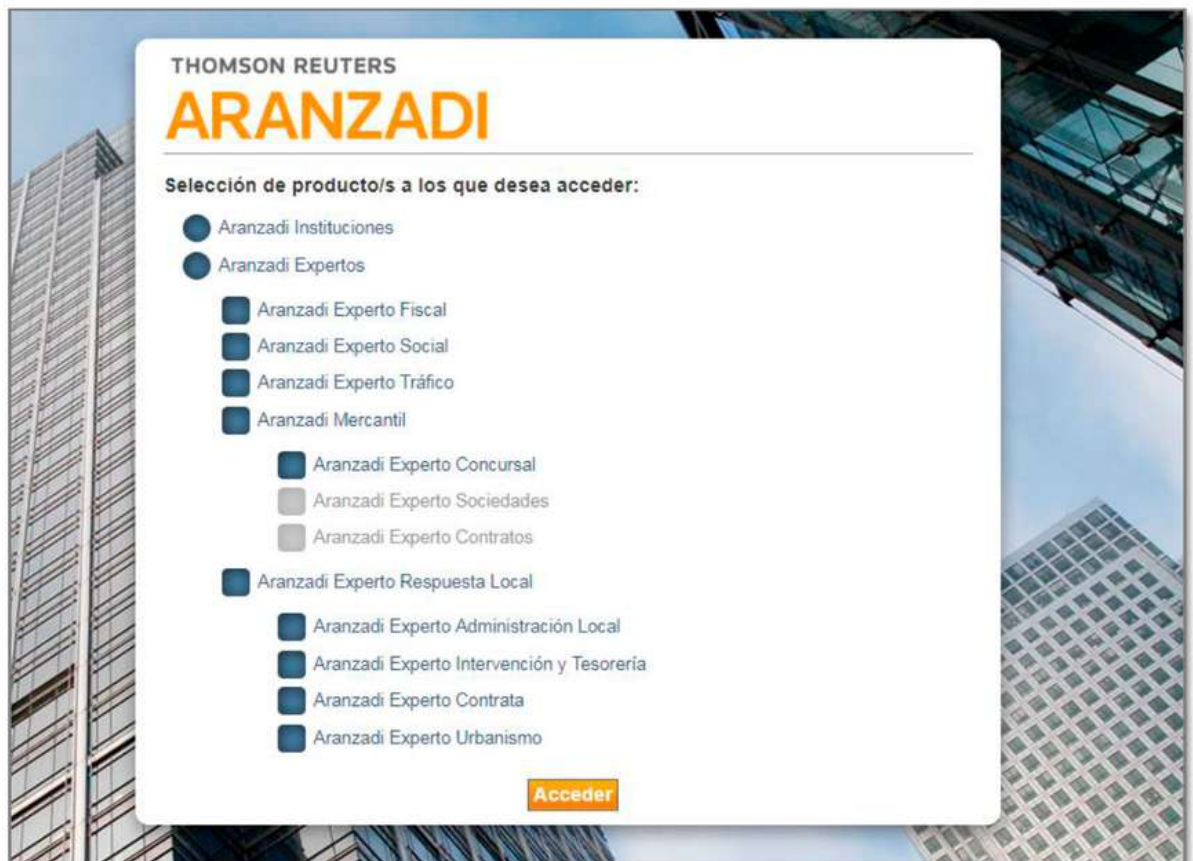 THOMSON REUTERS
ARANZADI
Selección de producto/s a los que desea acceder:
Aranzadi Instituciones
Aranzadi Expertos
Aranzadi Experto Fiscal
Aranzadi Experto Social
Aranzadi Experto Tráfico
Aranzadi Mercantil
Aranzadi Experto Concursal
Aranzadi Experto Sociedades
Aranzadi Experto Contratos
Aranzadi Experto Respuesta Local
Aranzadi Experto Administración Local
Aranzadi Experto Intervención y Tesorería
Aranzadi Experto Contrata
Aranzadi Experto Urbanismo
Acceder